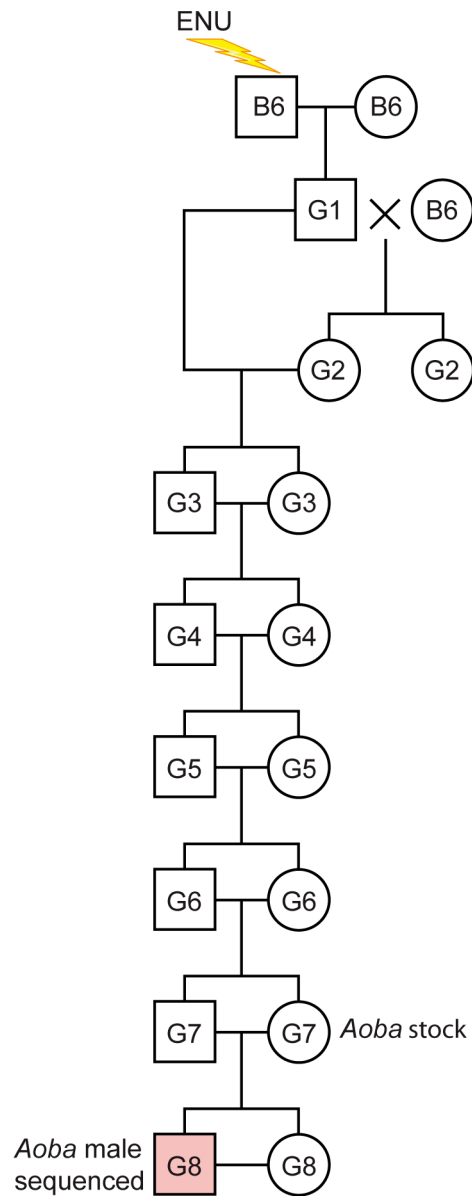 ENU
B6 B6
G1 B6
G2 G2
G3 G3
G4 G4
G5 G5
G6 G6
G7 G7 Aoba stock
Aoba male
sequenced G8 G8